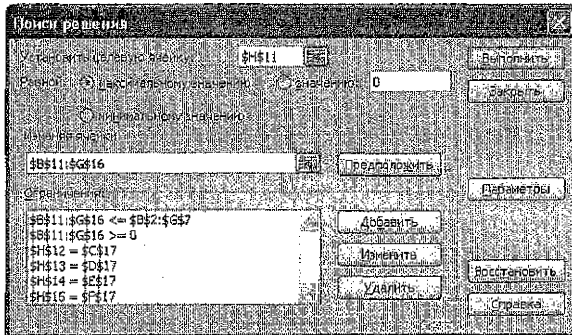 Поиск решения
Установить целевую ячейку: $H$11 Выполнить
Равной: максимальному значению значению: 0 Закрыть
минимальному значению
Изменяя ячейки:
$B$11:$G$16 Предположить
Параметры
Ограничения:
$B$11:$G$16 <= $B$2:$G$7 Добавить
$B$11:$G$16 >= 0
$H$12 = $C$17 Изменить
$H$13 = $D$17
$H$14 = $E$17 Удалить Восстановить
$H$15 = $F$17 Справка